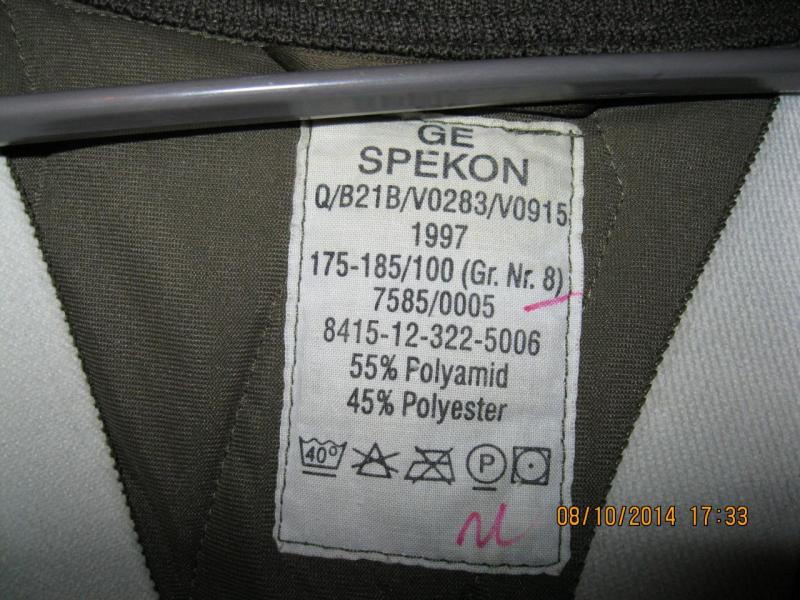 GE
SPEKON
Q/B21B/V0283/V0915
1997
175-185/100 (Gr. Nr. 8)
7585/0005
8415-12-322-5006
55% Polyamid
45% Polyester
40° P
08/10/2014 17:33